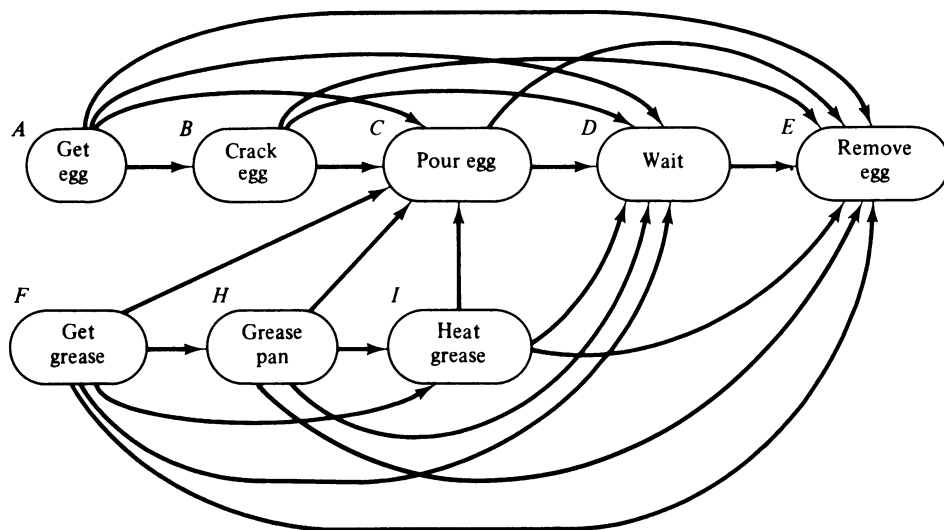 A
Get
egg
B
Crack
egg
C
Pour egg
D
Wait
E
Remove
egg
F
Get
grease
H
Grease
pan
I
Heat
grease